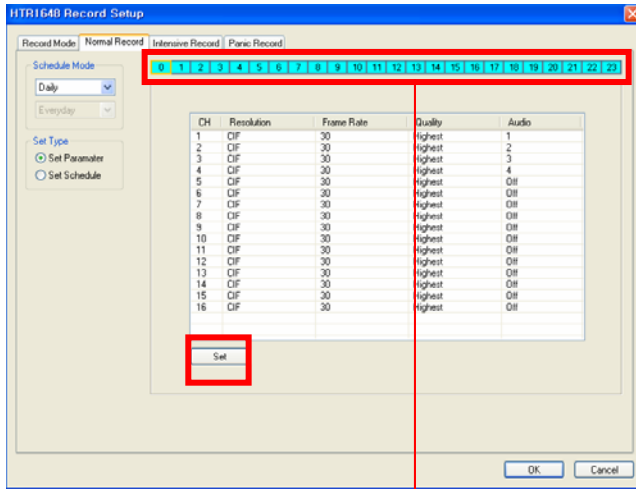 HTR1648 Record Setup
Record Mode Normal Record Intensive Record Panic Record
Schedule Mode
0 1 2 3 4 5 6 7 8 9 10 11 12 13 14 15 16 17 18 19 20 21 22 23
Daily
Everyday
CH Resolution Frame Rate Quality Audio
1 CIF 30 Highest 1
2 CIF 30 Highest 2
3 CIF 30 Highest 3
4 CIF 30 Highest 4
5 CIF 30 Highest Off
6 CIF 30 Highest Off
7 CIF 30 Highest Off
8 CIF 30 Highest Off
9 CIF 30 Highest Off
10 CIF 30 Highest Off
11 CIF 30 Highest Off
12 CIF 30 Highest Off
13 CIF 30 Highest Off
14 CIF 30 Highest Off
15 CIF 30 Highest Off
16 CIF 30 Highest Off
Set Type
Set Paramater
Set Schedule
Set
OK Cancel